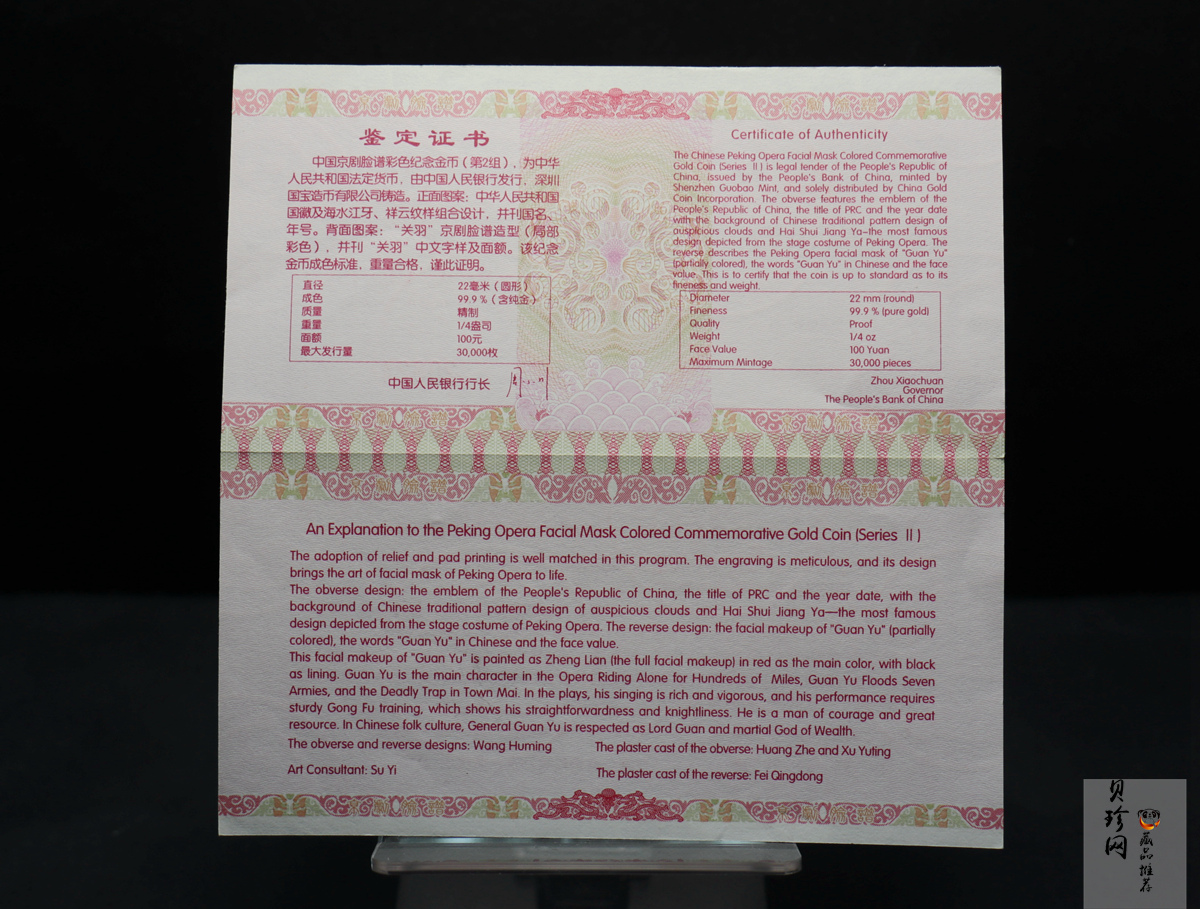 鉴定证书
中国京剧脸谱彩色纪念金币（第2组），为中华
人民共和国法定货币，由中国人民银行发行，深圳
国宝造币有限公司铸造。正面图案：中华人民共和国
国徽及海水江牙、祥云纹样组合设计，并刊国名、
年号。背面图案：“关羽”京剧脸谱造型（局部
彩色），并刊“关羽”中文字样及面额。该纪念
金币成色标准，重量合格，谨此证明。
直径 22毫米（圆形）
成色 99.9％（含纯金）
质量 精制
重量 1/4盎司
面额 100元
最大发行量 30,000枚
中国人民银行行长
Certificate of Authenticity
The Chinese Peking Opera Facial Mask Colored Commemorative
Gold Coin (Series II) is legal tender of the People's Republic of
China, issued by the People's Bank of China, minted by
Shenzhen Guobao Mint, and solely distributed by China Gold
Coin Incorporation. The obverse features the emblem of the
People's Republic of China, the title of PRC and the year date
with the background of Chinese traditional pattern design of
auspicious clouds and Hai Shui Jiang Ya–the most famous
design depicted from the stage costume of Peking Opera. The
reverse describes the Peking Opera facial mask of "Guan Yu"
(partially colored), the words "Guan Yu" in Chinese and the face
value. This is to certify that the coin is up to standard as to its
fineness and weight.
Diameter 22 mm (round)
Fineness 99.9 % (pure gold)
Quality Proof
Weight 1/4 oz
Face Value 100 Yuan
Maximum Mintage 30,000 pieces
Zhou Xiaochuan
Governor
The People's Bank of China
An Explanation to the Peking Opera Facial Mask Colored Commemorative Gold Coin (Series II)
The adoption of relief and pad printing is well matched in this program. The engraving is meticulous, and its design
brings the art of facial mask of Peking Opera to life.
The obverse design: the emblem of the People's Republic of China, the title of PRC and the year date, with the
background of Chinese traditional pattern design of auspicious clouds and Hai Shui Jiang Ya—the most famous
design depicted from the stage costume of Peking Opera. The reverse design: the facial makeup of "Guan Yu" (partially
colored), the words "Guan Yu" in Chinese and the face value.
This facial makeup of "Guan Yu" is painted as Zheng Lian (the full facial makeup) in red as the main color, with black
as lining. Guan Yu is the main character in the Opera Riding Alone for Hundreds of Miles, Guan Yu Floods Seven
Armies, and the Deadly Trap in Town Mai. In the plays, his singing is rich and vigorous, and his performance requires
sturdy Gong Fu training, which shows his straightforwardness and knightliness. He is a man of courage and great
resource. In Chinese folk culture, General Guan Yu is respected as Lord Guan and martial God of Wealth.
The obverse and reverse designs: Wang Huming
The plaster cast of the obverse: Huang Zhe and Xu Yuting
Art Consultant: Su Yi
The plaster cast of the reverse: Fei Qingdong
贝珍网
藏品推荐